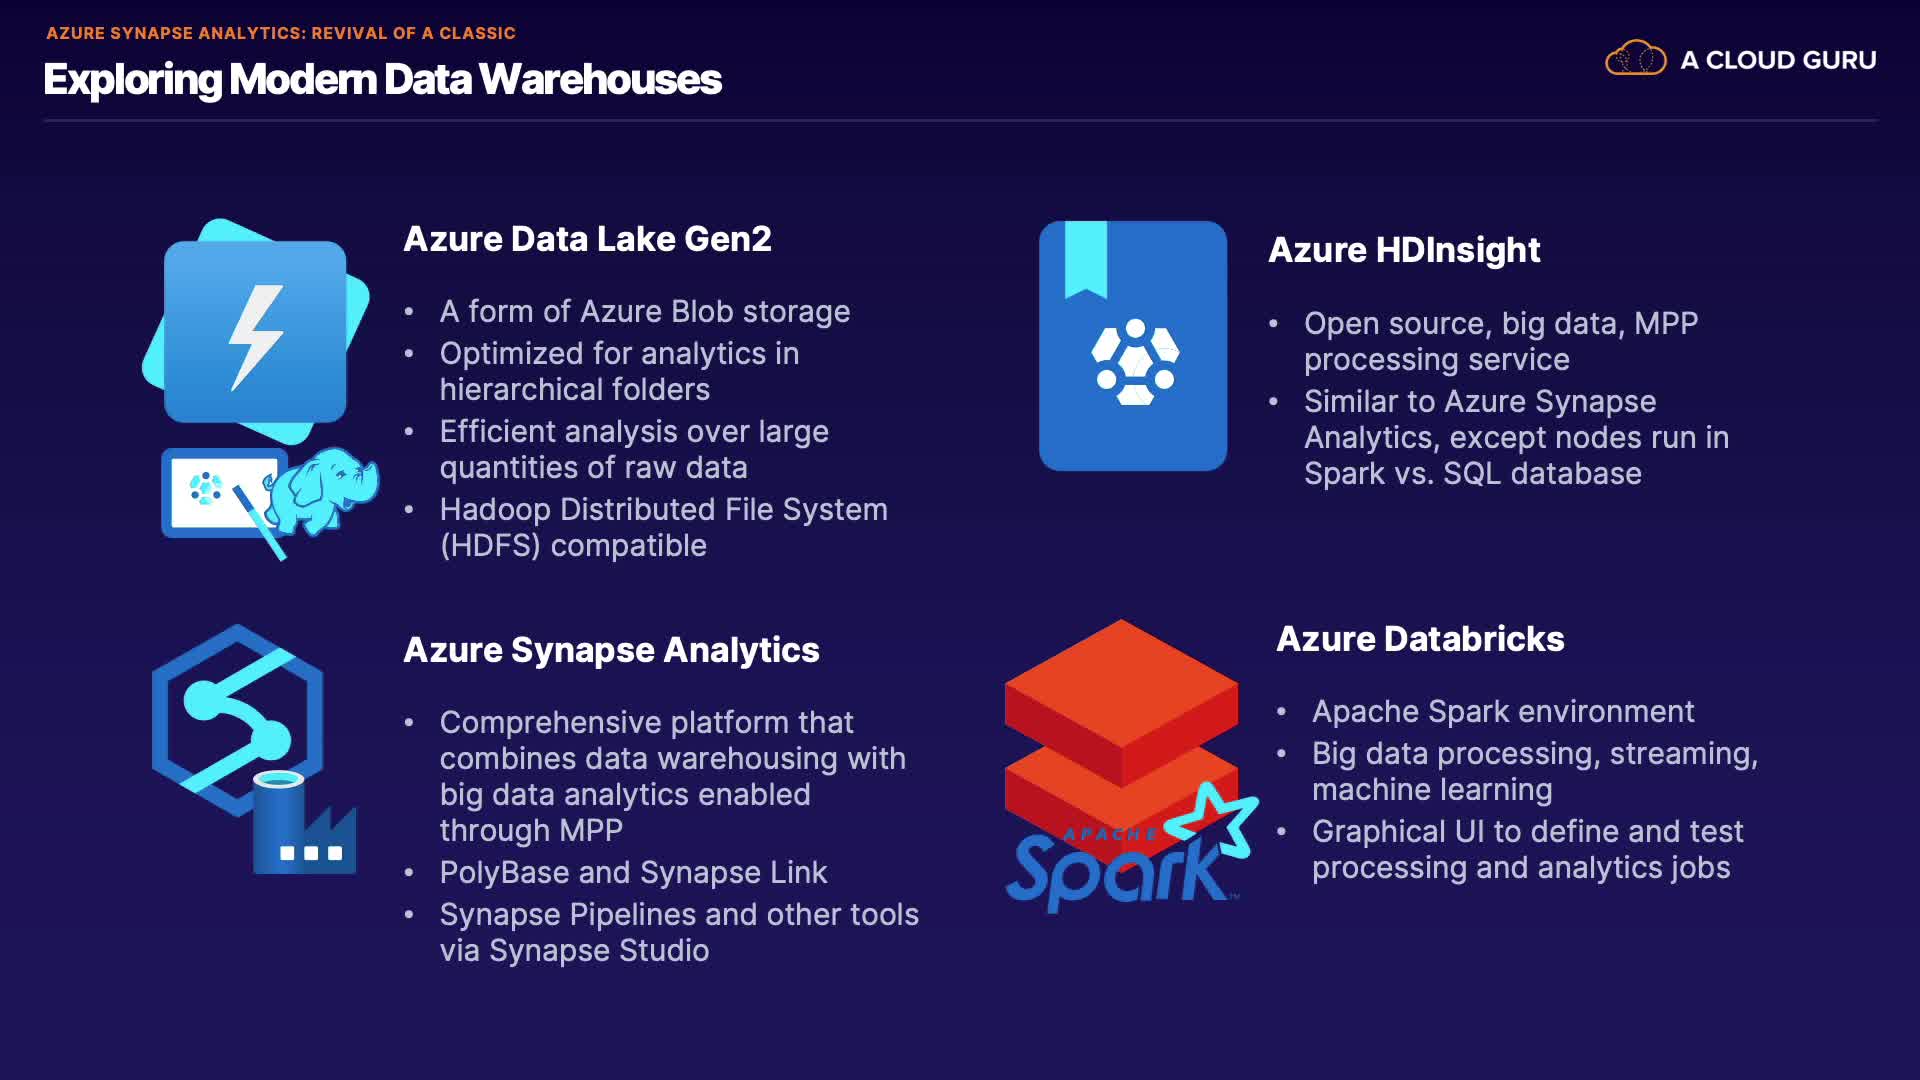 AZURE SYNAPSE ANALYTICS: REVIVAL OF A CLASSIC
Exploring Modern Data Warehouses
A CLOUD GURU
Azure Data Lake Gen2
• A form of Azure Blob storage
• Optimized for analytics in
hierarchical folders
• Efficient analysis over large
quantities of raw data
• Hadoop Distributed File System
(HDFS) compatible
Azure HDInsight
• Open source, big data, MPP
processing service
• Similar to Azure Synapse
Analytics, except nodes run in
Spark vs. SQL database
Azure Synapse Analytics
• Comprehensive platform that
combines data warehousing with
big data analytics enabled
through MPP
• PolyBase and Synapse Link
• Synapse Pipelines and other tools
via Synapse Studio
Azure Databricks
• Apache Spark environment
• Big data processing, streaming,
machine learning
• Graphical UI to define and test
processing and analytics jobs
APACHE
Spark™